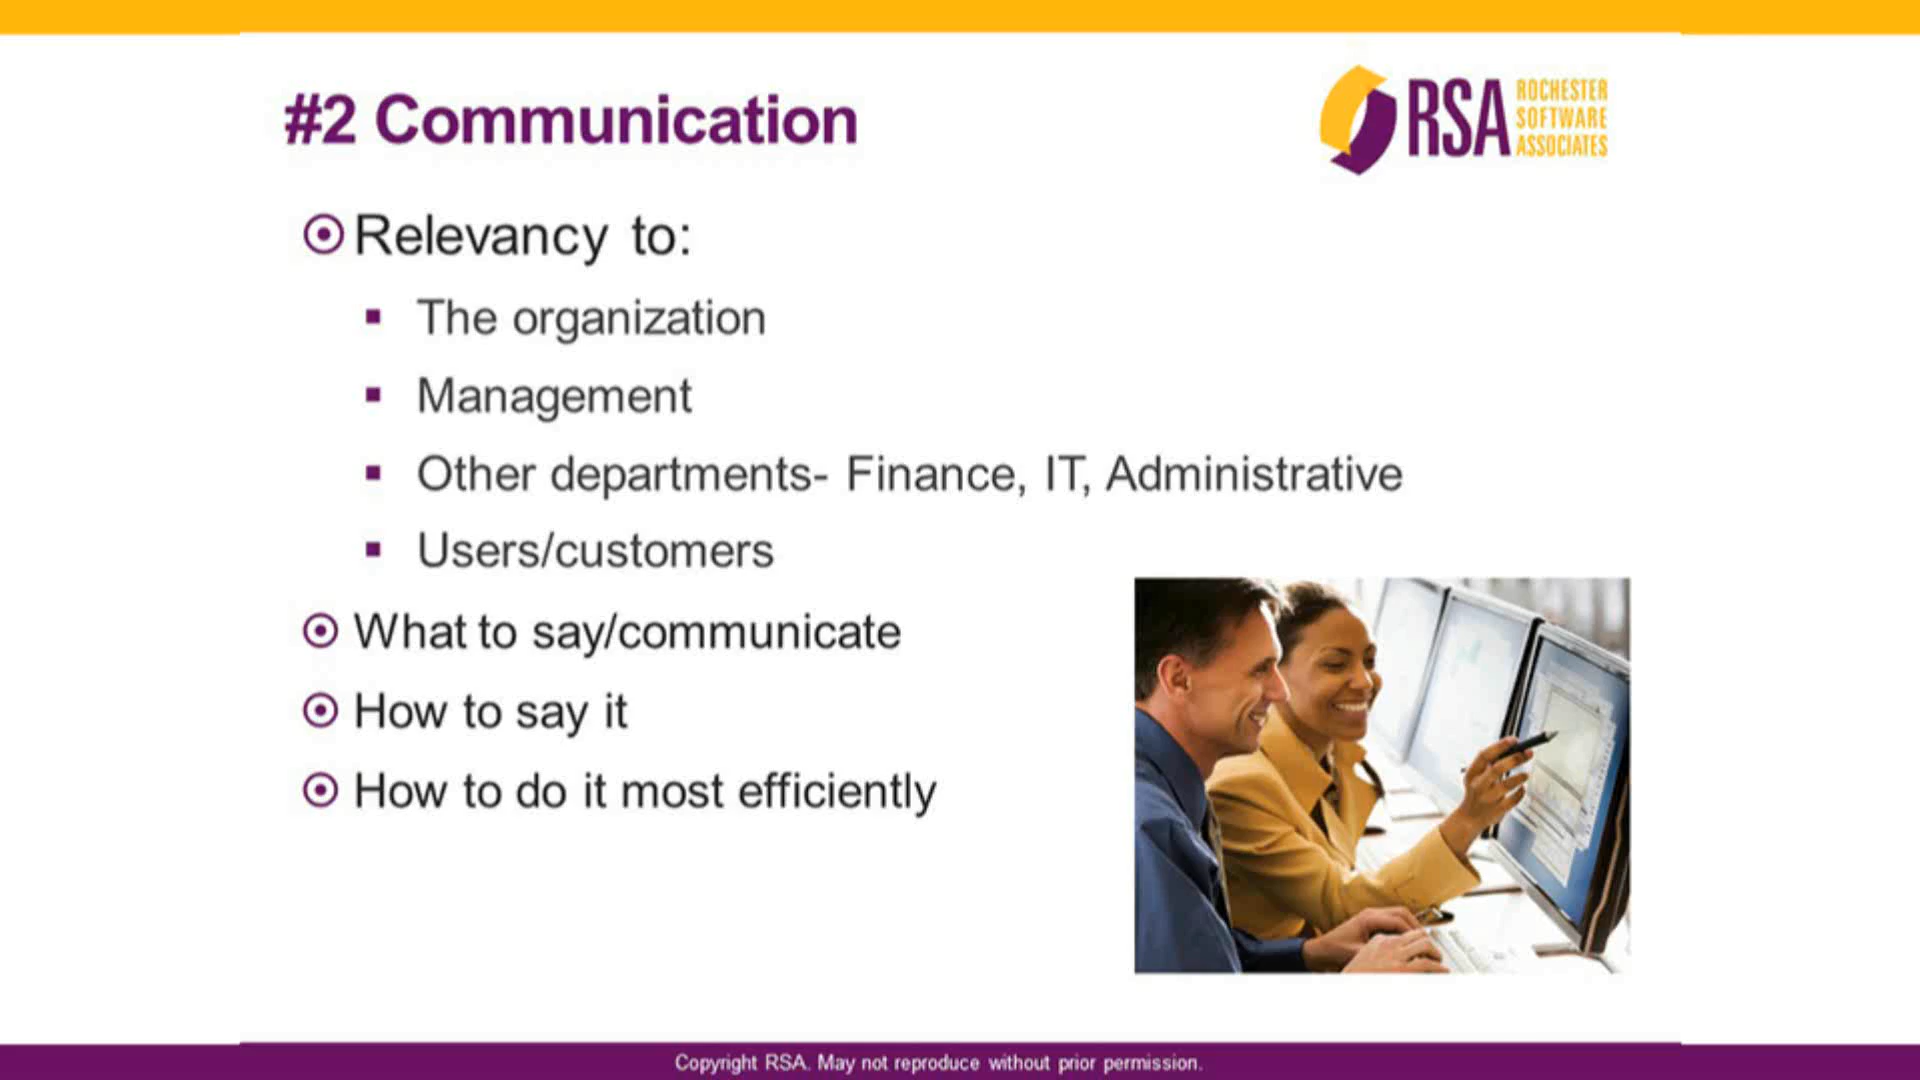 #2 Communication
RSA
ROCHESTER
SOFTWARE
ASSOCIATES
Relevancy to:
The organization
Management
Other departments- Finance, IT, Administrative
Users/customers
What to say/communicate
How to say it
How to do it most efficiently
Copyright RSA. May not reproduce without prior permission.